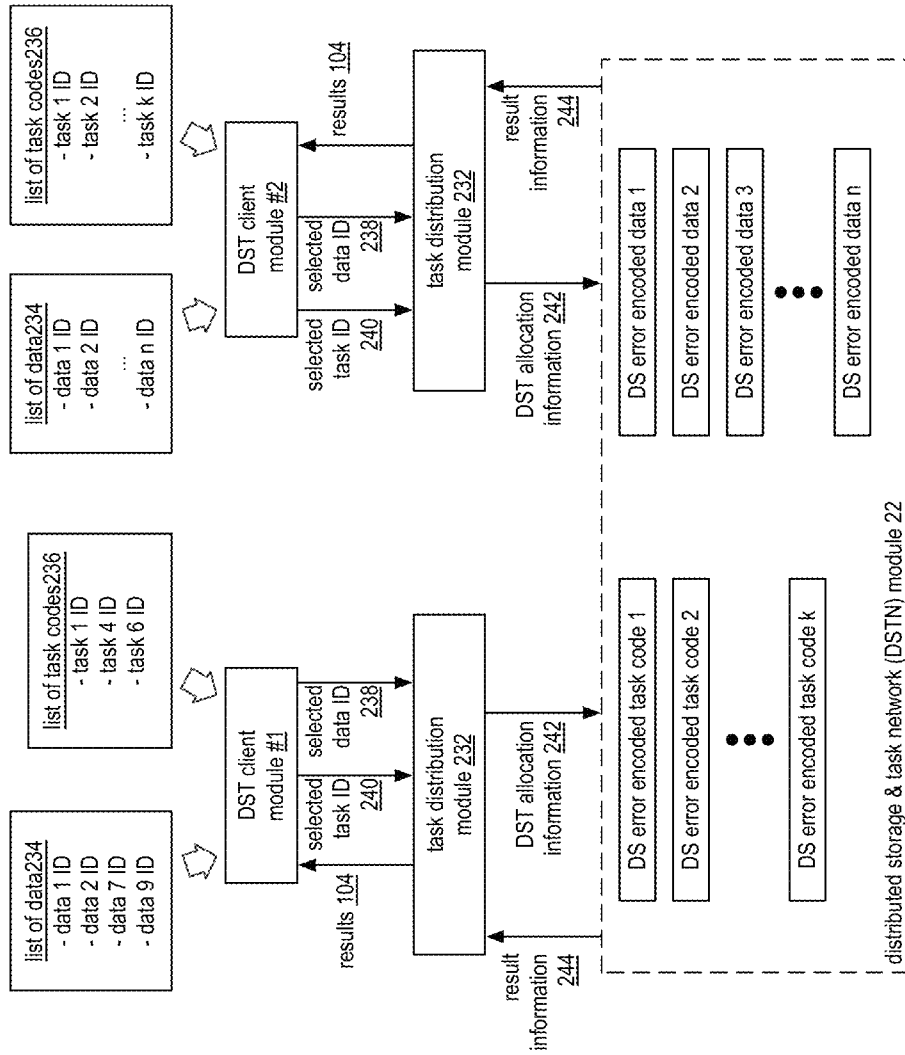 list of data234
- data 1 ID
- data 2 ID
- data 7 ID
- data 9 ID
list of task codes236
- task 1 ID
- task 4 ID
- task 6 ID
DST client
module #1
results 104
selected
task ID
240
selected
data ID
238
task distribution
module 232
result
information
244
DST allocation
information 242
list of data234
- data 1 ID
- data 2 ID
...
- data n ID
list of task codes236
- task 1 ID
- task 2 ID
...
- task k ID
DST client
module #2
selected
task ID
240
selected
data ID
238
results 104
task distribution
module 232
DST allocation
information 242
result
information
244
DS error encoded task code 1
DS error encoded task code 2
DS error encoded task code k
DS error encoded data 1
DS error encoded data 2
DS error encoded data 3
DS error encoded data n
distributed storage & task network (DSTN) module 22